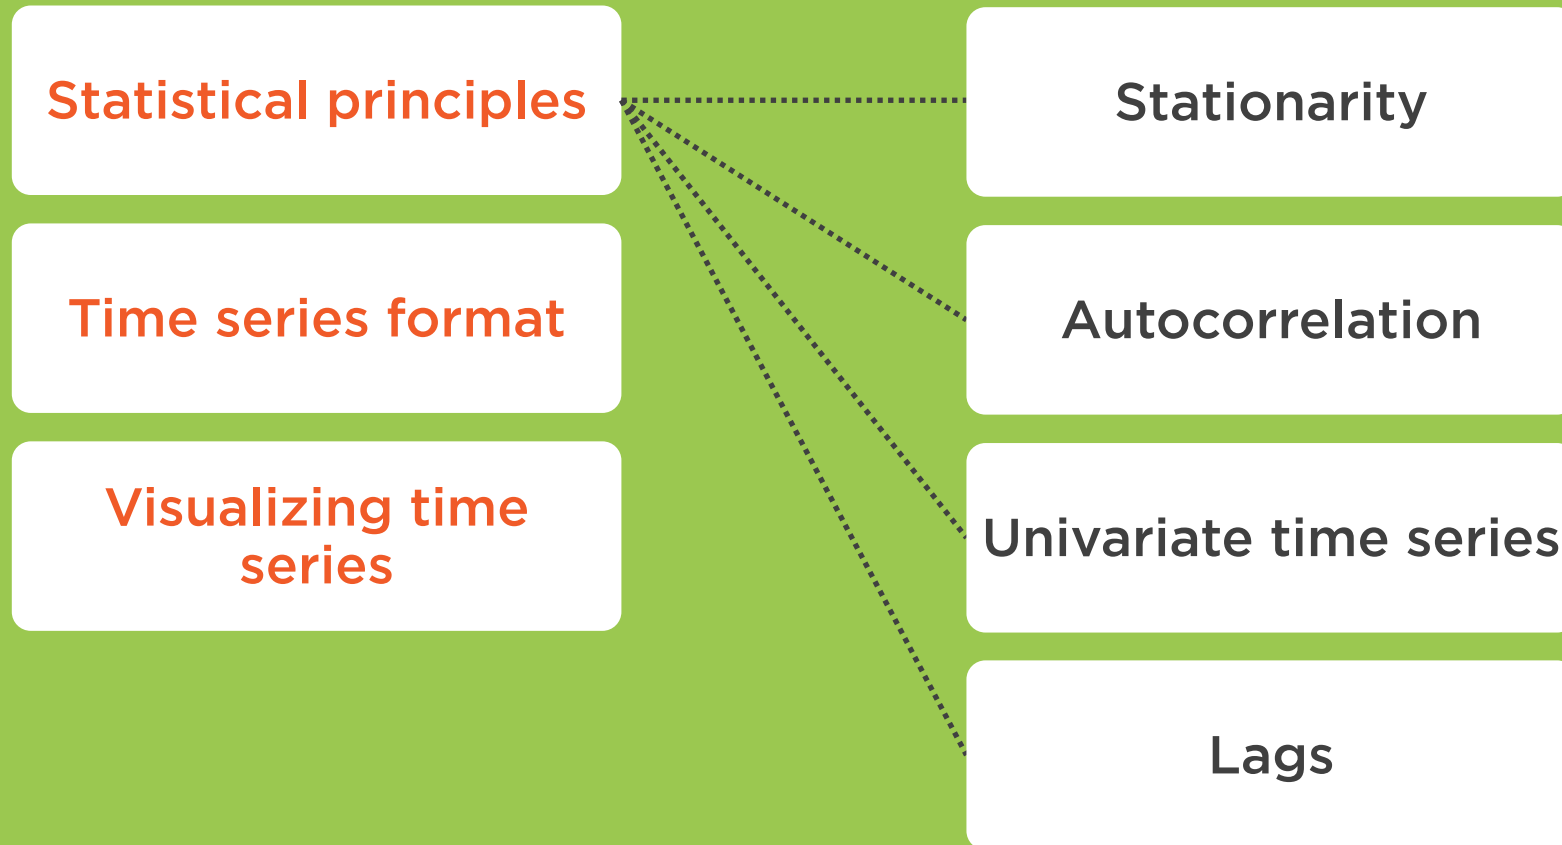 Statistical principles
Time series format
Visualizing time
series
Stationarity
Autocorrelation
Univariate time series
Lags